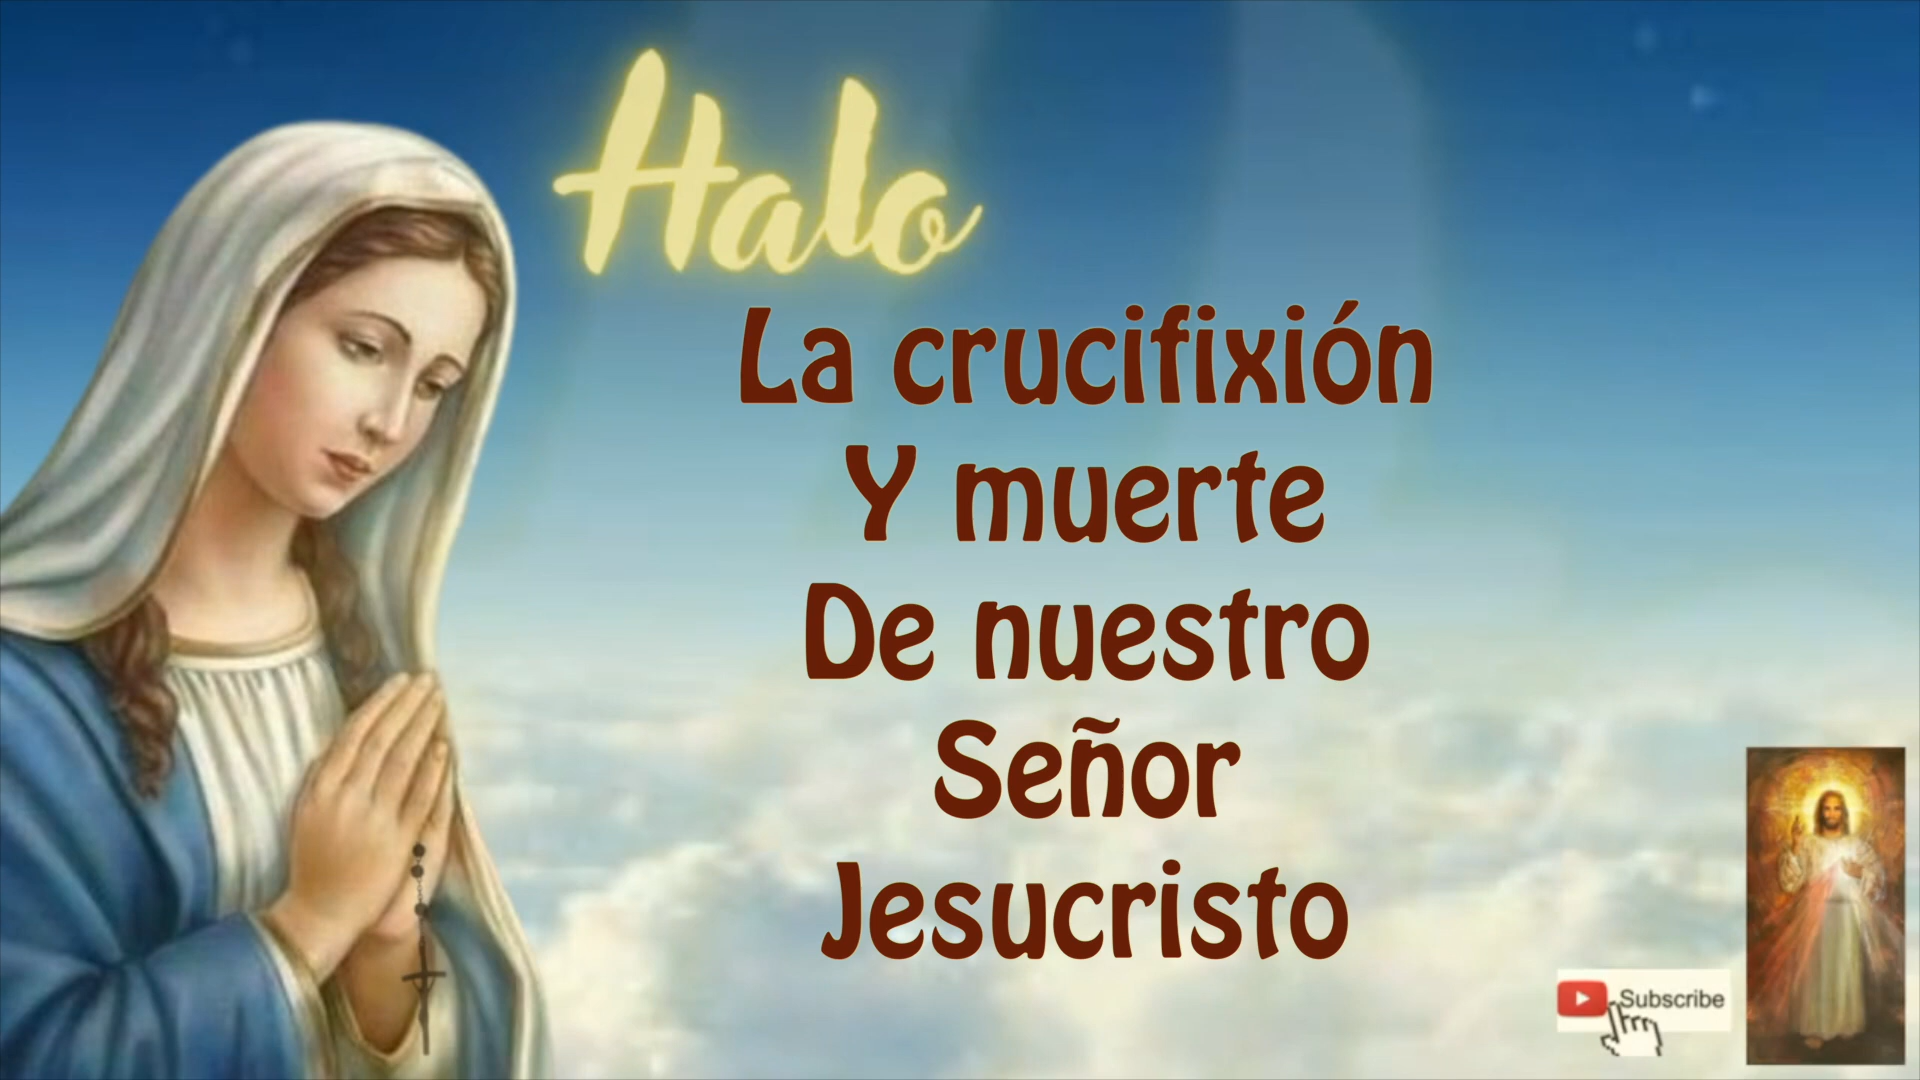 Halo
La crucifixión
Y muerte
De nuestro
Señor
Jesucristo
Subscribe